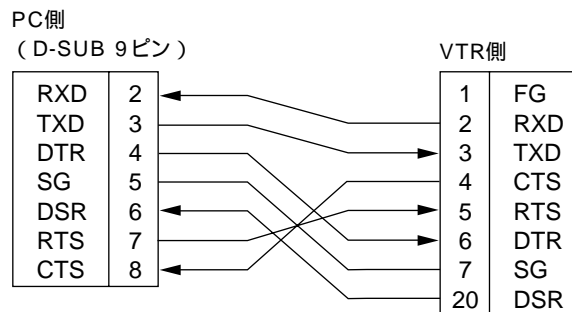 PC側
(D-SUB 9ピン)
RXD 2
TXD 3
DTR 4
SG 5
DSR 6
RTS 7
CTS 8
VTR側
1 FG
2 RXD
3 TXD
4 CTS
5 RTS
6 DTR
7 SG
20 DSR